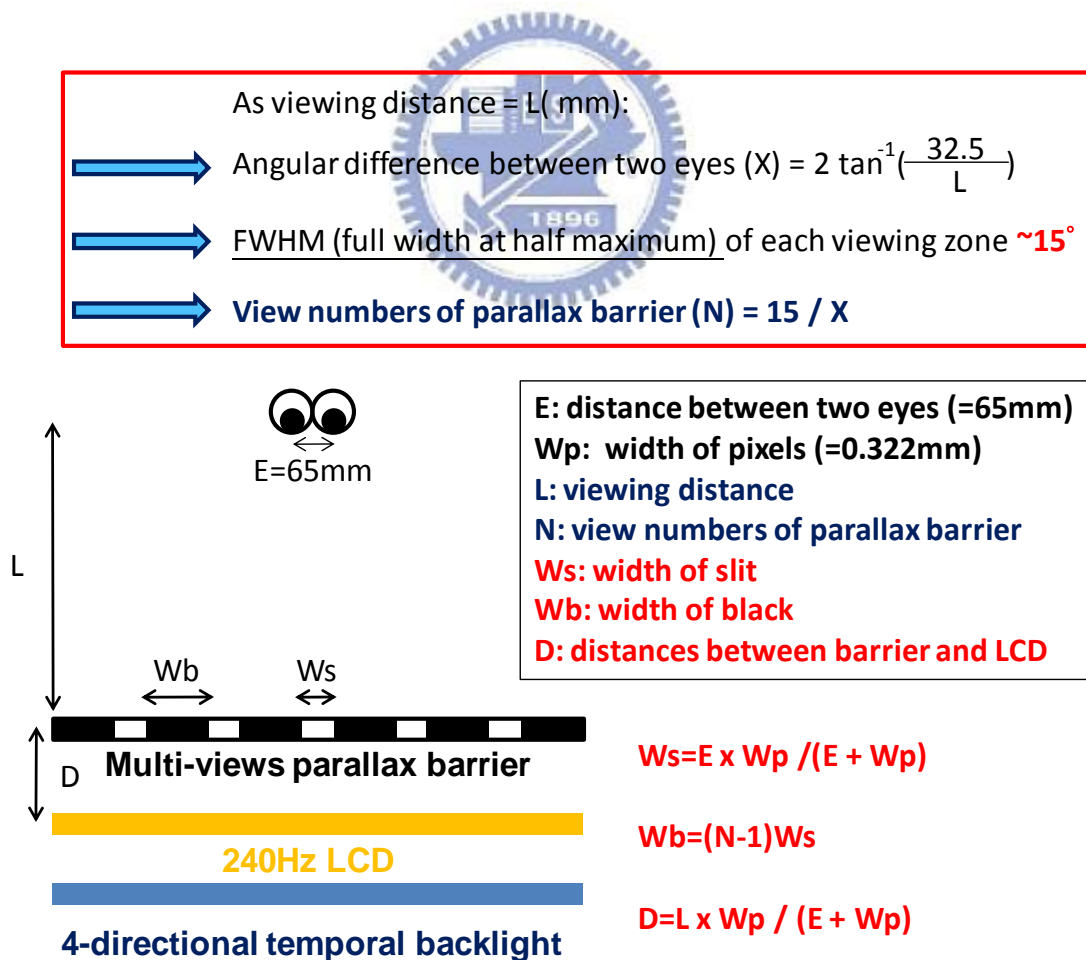 As viewing distance = L( mm):
Angular difference between two eyes (X) = 2 tan⁻¹(32.5/L)
FWHM (full width at half maximum) of each viewing zone ~15°
View numbers of parallax barrier (N) = 15 / X
1896
E=65mm
E: distance between two eyes (=65mm)
Wp: width of pixels (=0.322mm)
L: viewing distance
N: view numbers of parallax barrier
Ws: width of slit
Wb: width of black
D: distances between barrier and LCD
L
Wb Ws
D
Multi-views parallax barrier
240Hz LCD
4-directional temporal backlight
Ws=E x Wp /(E + Wp)
Wb=(N-1)Ws
D=L x Wp / (E + Wp)